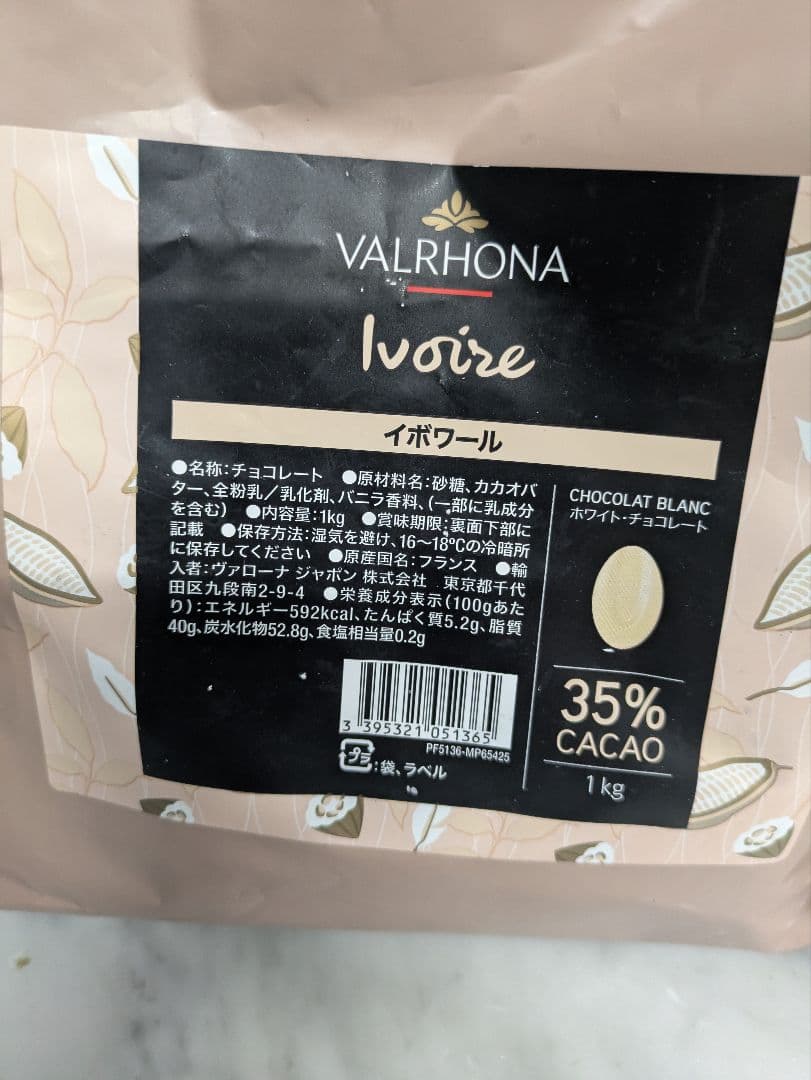 VALRHONA
Ivoire
イボワール
●名称:チョコレート ●原材料名:砂糖、カカオバ
ター、全粉乳／乳化剤、バニラ香料、(一部に乳成分
を含む) ●内容量:1kg ●賞味期限:裏面下部に
記載 ●保存方法:湿気を避け、16～18℃の冷暗所
に保存してください ●原産国名:フランス ●輸
入者:ヴァローナ ジャポン 株式会社 東京都千代
田区九段南2-9-4 ●栄養成分表示(100gあた
り):エネルギー592kcal、たんぱく質5.2g、脂質
40g、炭水化物52.8g、食塩相当量0.2g
3 395321 051365
PF5136-MP65425
プラ:袋、ラベル
CHOCOLAT BLANC
ホワイト・チョコレート
35%
CACAO
1kg